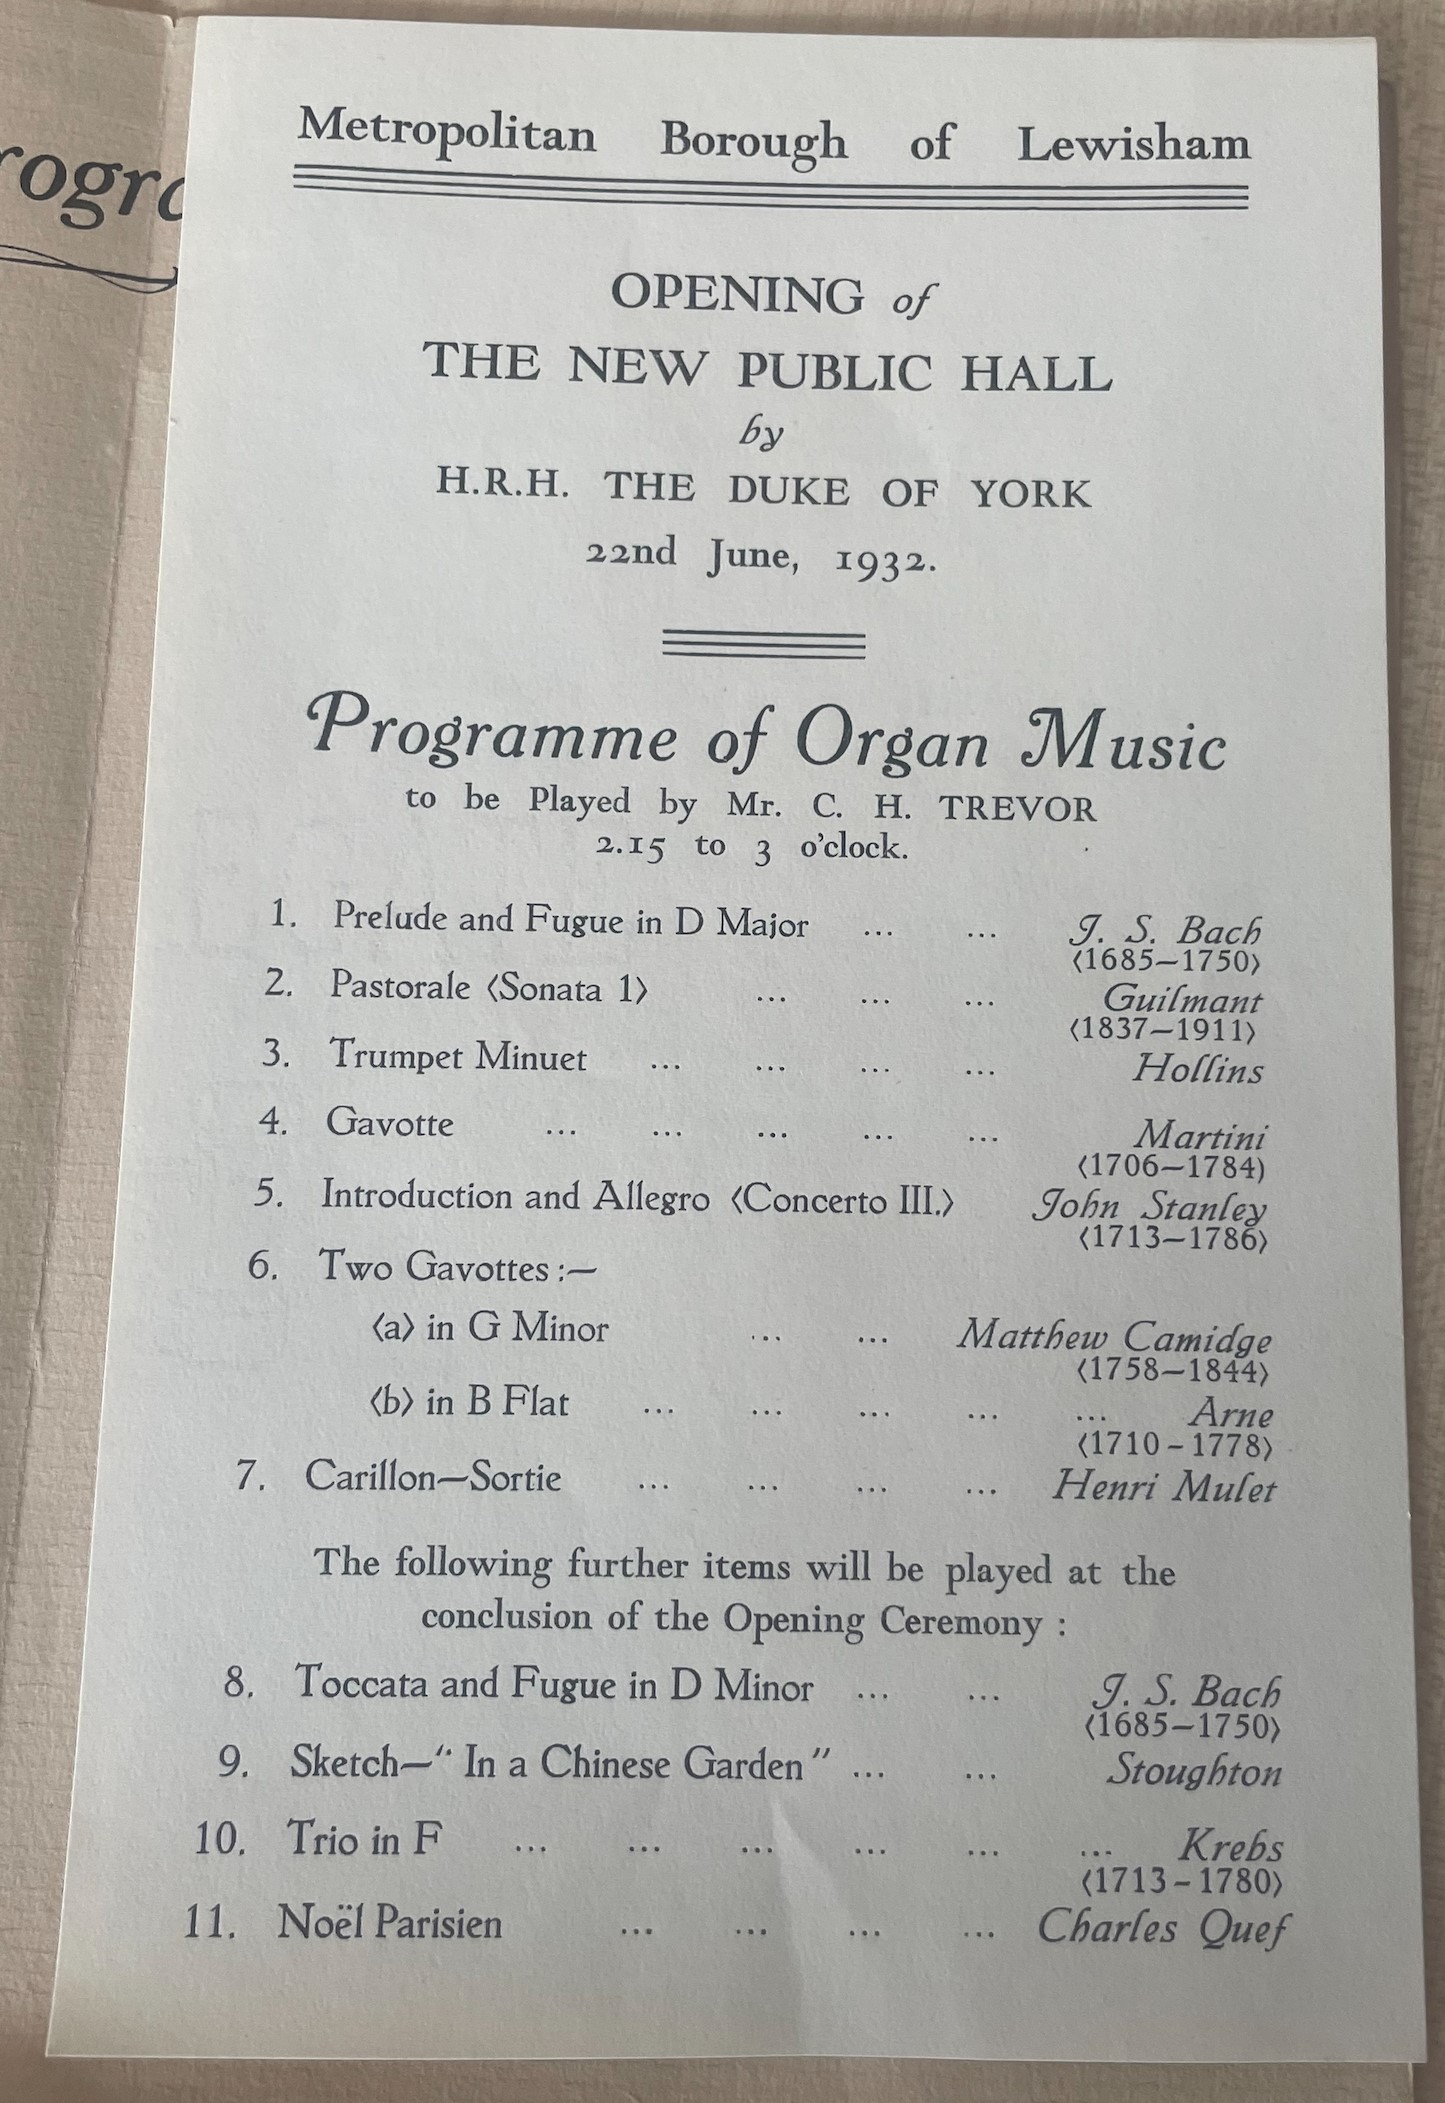 Metropolitan Borough of Lewisham
OPENING of
THE NEW PUBLIC HALL
by
H.R.H. THE DUKE OF YORK
22nd June, 1932.
Programme of Organ Music
to be Played by Mr. C. H. TREVOR
2.15 to 3 o'clock.
1. Prelude and Fugue in D Major ... ... J. S. Bach
(1685—1750)
2. Pastorale (Sonata 1) ... ... ... Guilmant
(1837—1911)
3. Trumpet Minuet ... ... ... ... Hollins
4. Gavotte ... ... ... ... ... Martini
(1706—1784)
5. Introduction and Allegro (Concerto III.) John Stanley
(1713—1786)
6. Two Gavottes :—
(a) in G Minor ... ... Matthew Camidge
(1758—1844)
(b) in B Flat ... ... ... ... ... Arne
(1710-1778)
7. Carillon—Sortie ... ... ... ... Henri Mulet
The following further items will be played at the
conclusion of the Opening Ceremony :
8. Toccata and Fugue in D Minor ... ... J. S. Bach
(1685—1750)
9. Sketch—" In a Chinese Garden" ... ... Stoughton
10. Trio in F ... ... ... ... ... ... Krebs
(1713-1780)
11. Noël Parisien ... ... ... ... Charles Quef